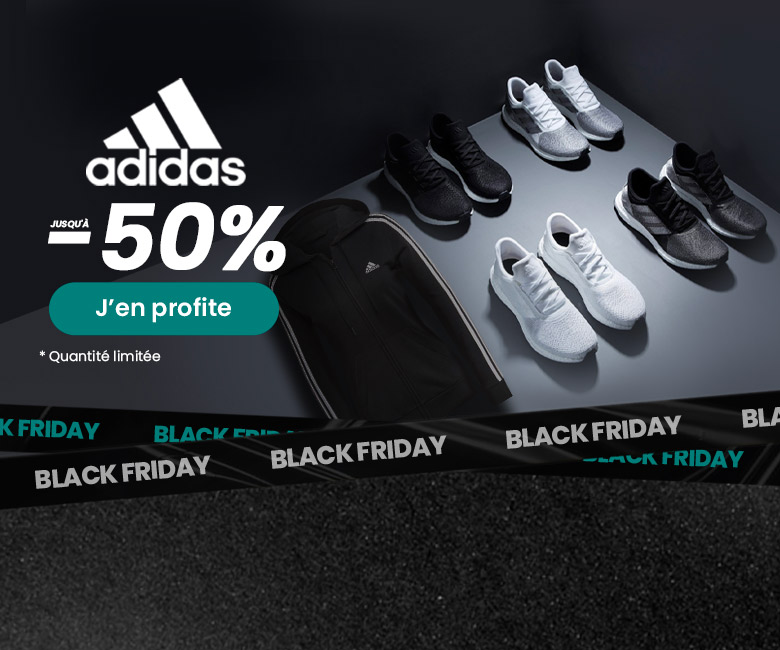 adidas
JUSQU'À
-50%
J'en profite
* Quantité limitée
K FRIDAY
BLACK FRIDAY
BLACK FRIDAY
BLACK FRIDAY
BLACK FRIDAY
BLA
BLACK FRIDAY